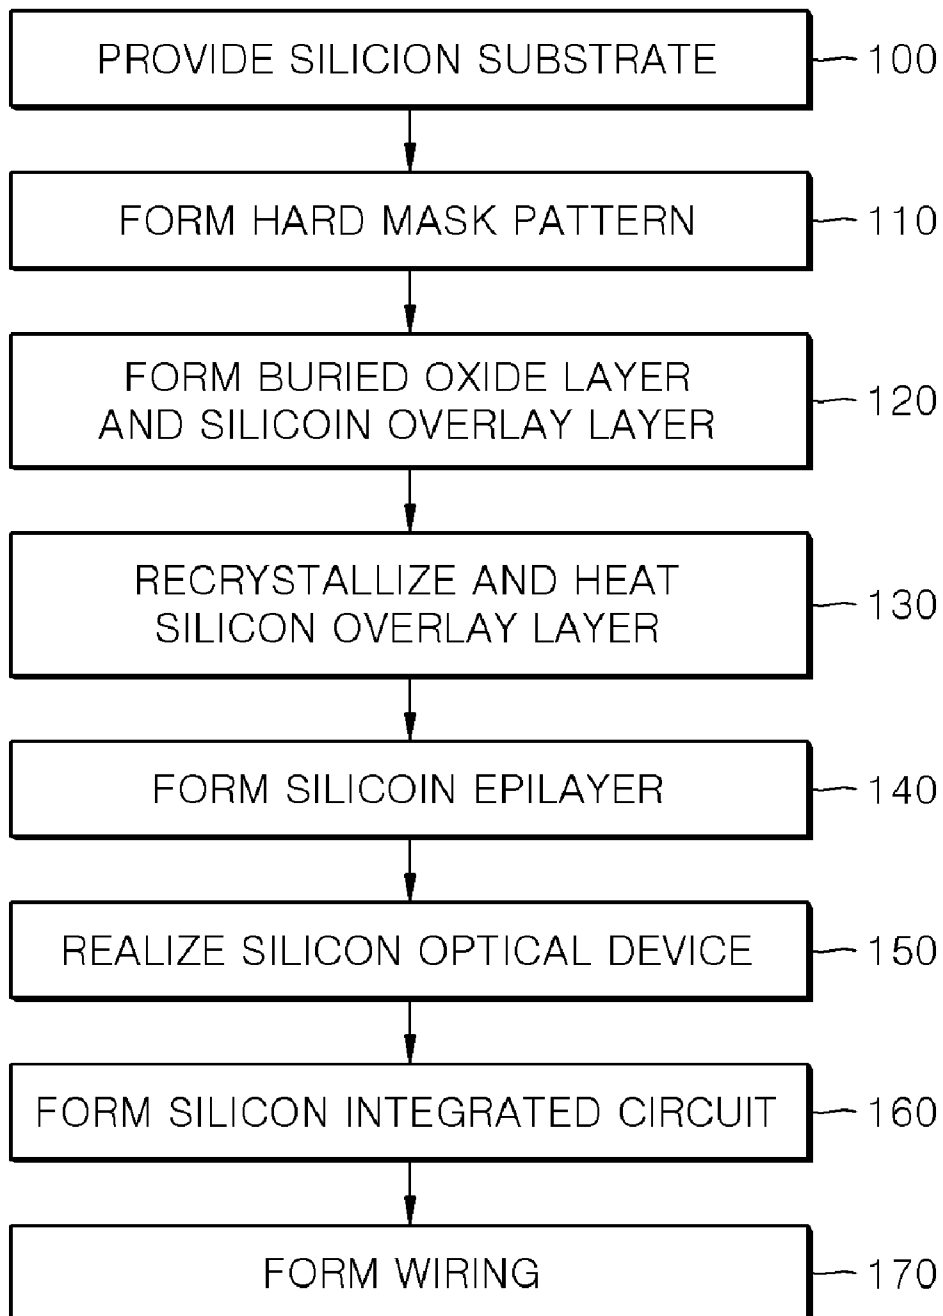 PROVIDE SILICION SUBSTRATE 100
FORM HARD MASK PATTERN 110
FORM BURIED OXIDE LAYER
AND SILICOIN OVERLAY LAYER 120
RECRYSTALLIZE AND HEAT
SILICON OVERLAY LAYER 130
FORM SILICOIN EPILAYER 140
REALIZE SILICON OPTICAL DEVICE 150
FORM SILICON INTEGRATED CIRCUIT 160
FORM WIRING 170